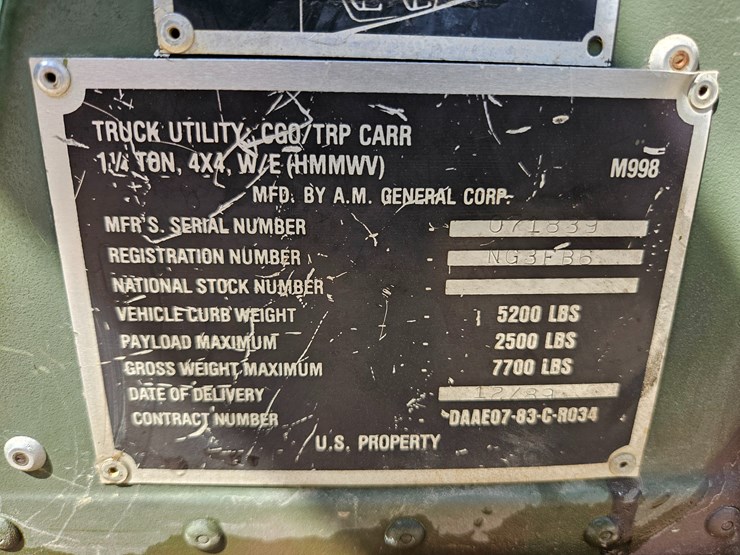 TRUCK UTILITY, CGO/TRP CARR
1¼ TON, 4X4, W/E (HMMWV) M998
MFD. BY A.M. GENERAL CORP.
MFR'S. SERIAL NUMBER 071839
REGISTRATION NUMBER
NATIONAL STOCK NUMBER
VEHICLE CURB WEIGHT 5200 LBS
PAYLOAD MAXIMUM 2500 LBS
GROSS WEIGHT MAXIMUM 7700 LBS
DATE OF DELIVERY
CONTRACT NUMBER DAAE07-83-C-R034
U.S. PROPERTY